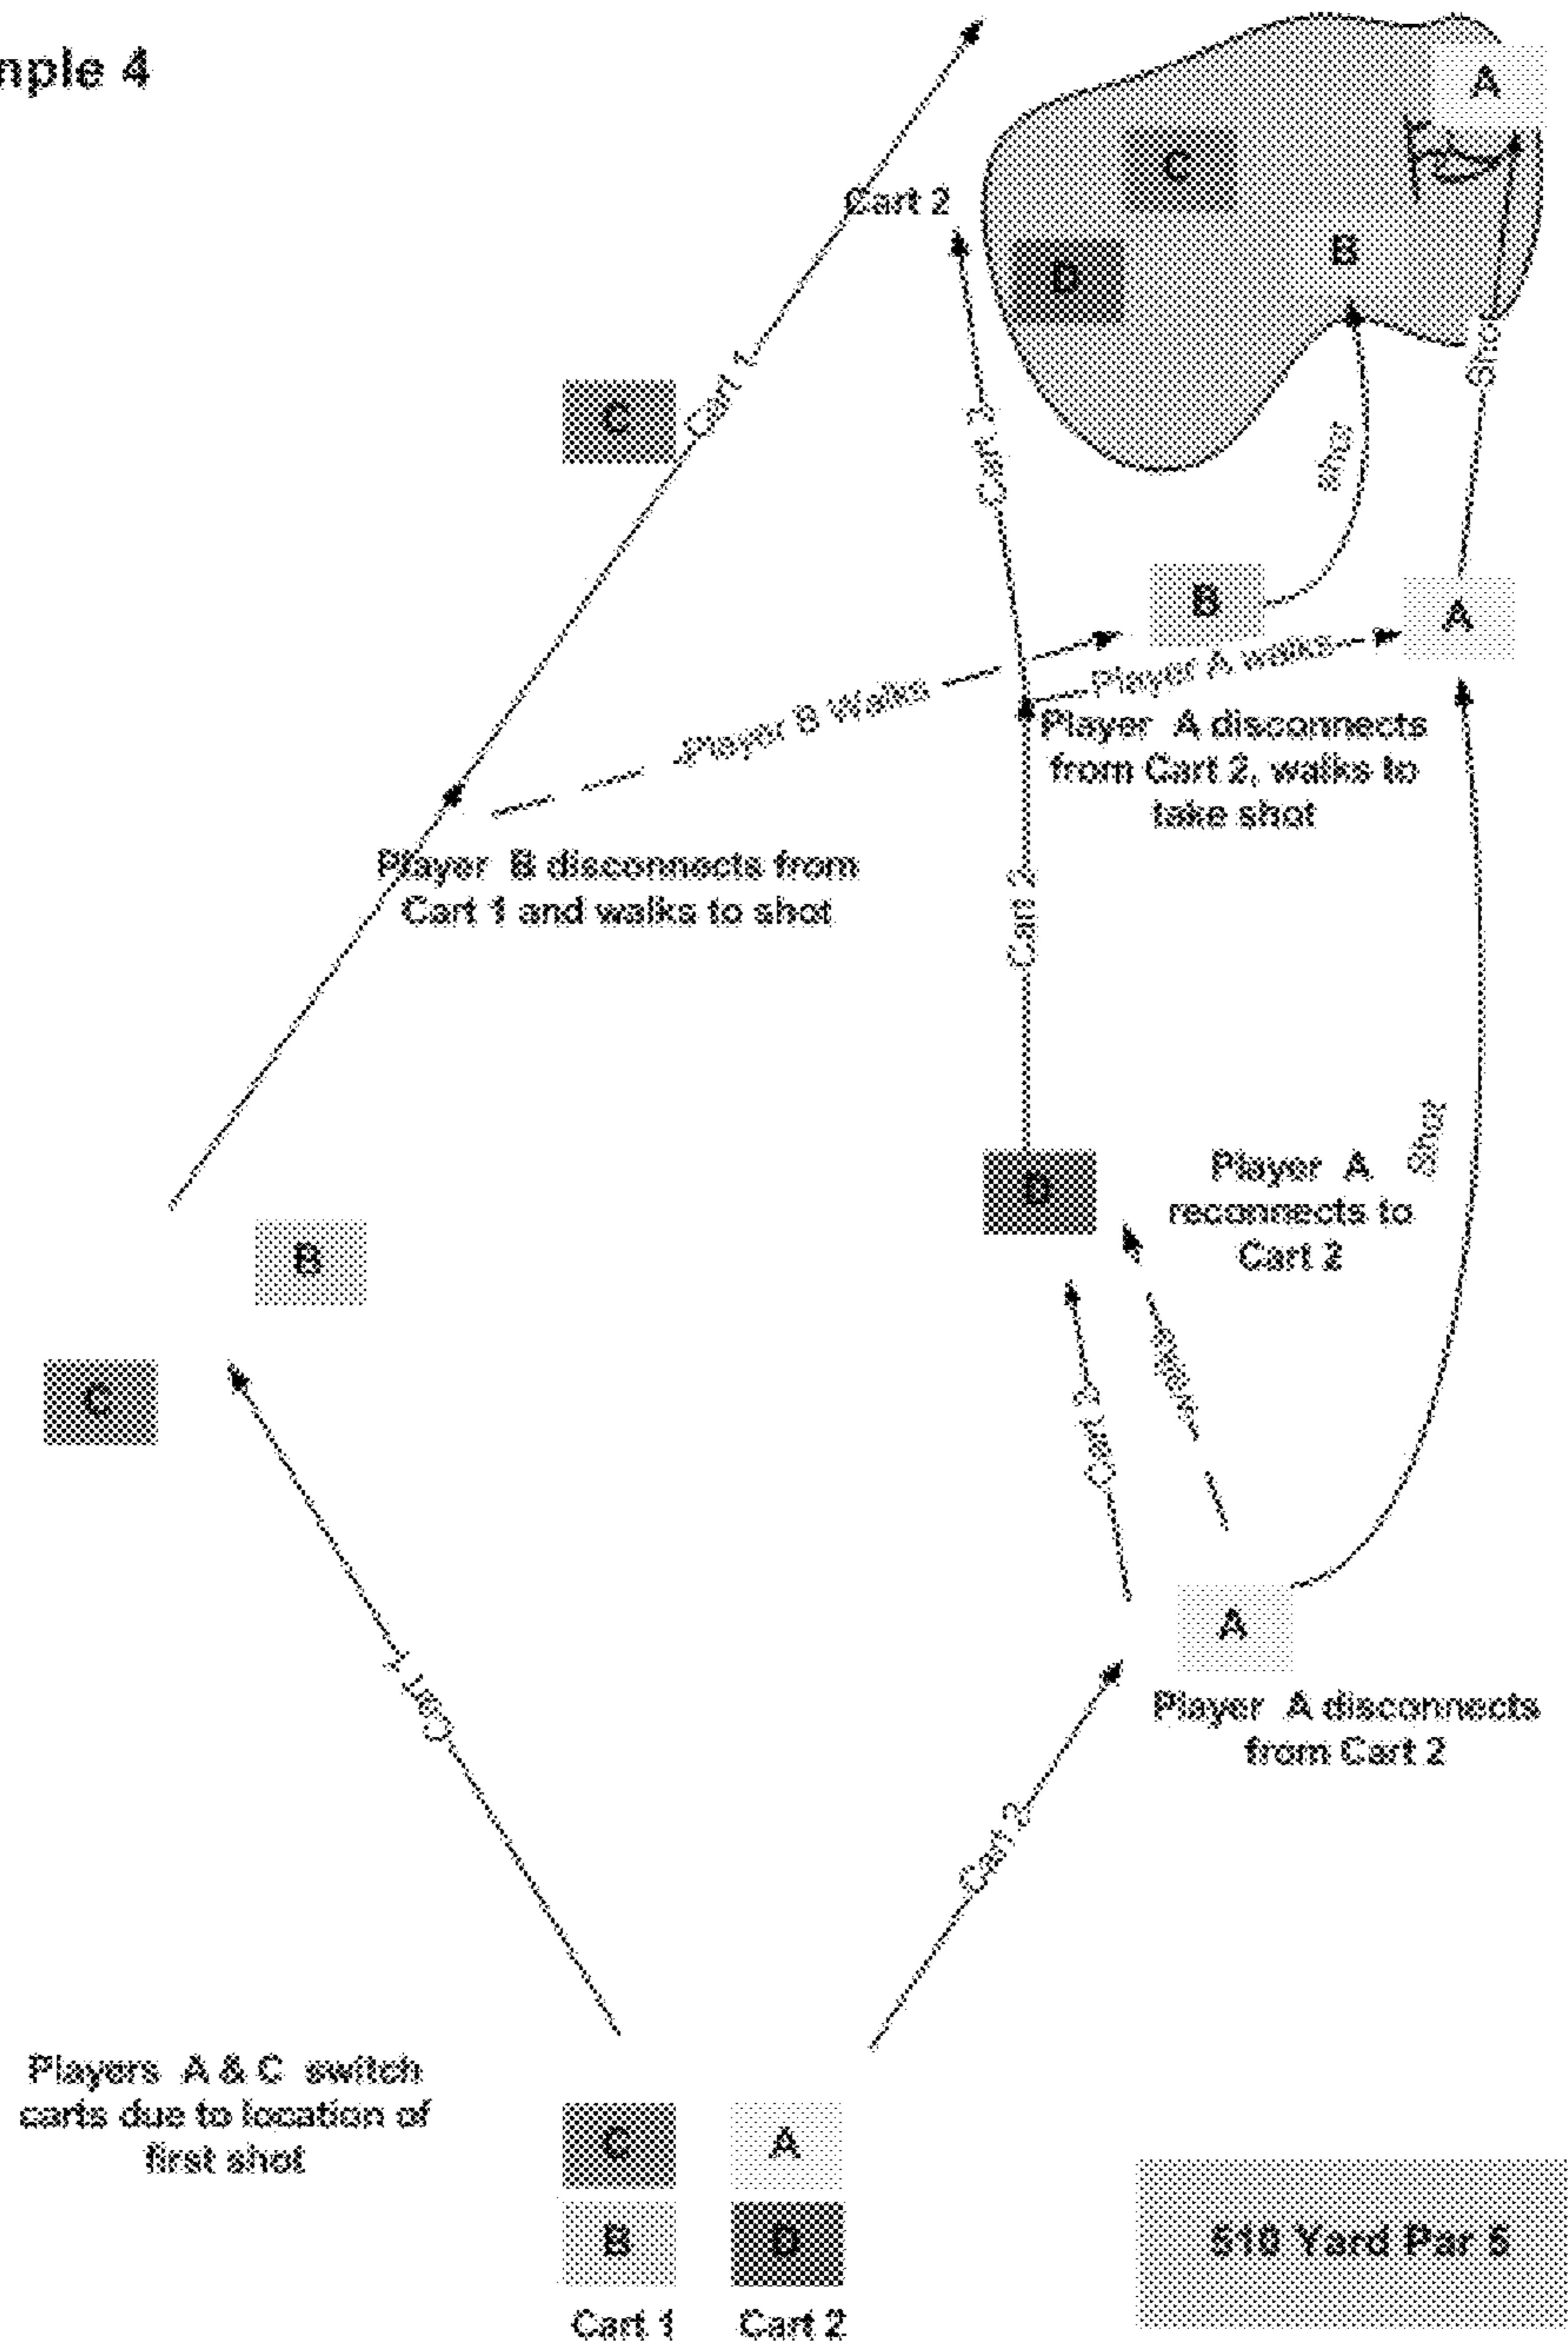 nple 4
A
C
Cart 2
B
D
Cart 1
C
Shot
Cart 2
Shot
B
A
Player A walks
Player B Walks
Player A disconnects
from Cart 2, walks to
take shot
Player B disconnects from
Cart 1 and walks to shot
Cart 2
Shot
Player A
reconnects to
Cart 2
D
B
C
walks
Cart 2
A
Player A disconnects
from Cart 2
Cart 1
Cart 2
Players A & C switch
carts due to location of
first shot
C A
B D
Cart 1 Cart 2
510 Yard Par 5